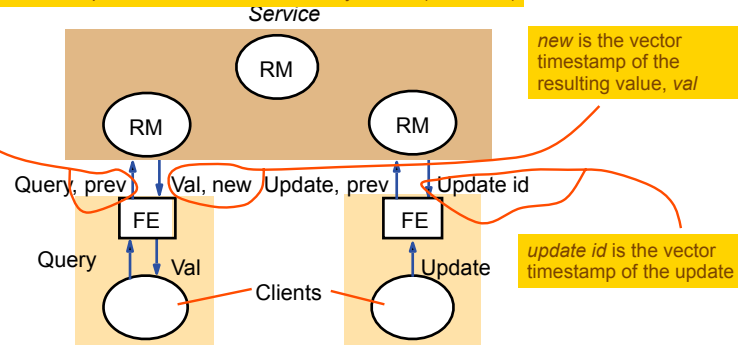 Service
RM
new is the vector
timestamp of the
resulting value, val
RM
RM
Query, prev
Val, new
Update, prev
Update id
FE
FE
Query
Val
Update
update id is the vector
timestamp of the update
Clients